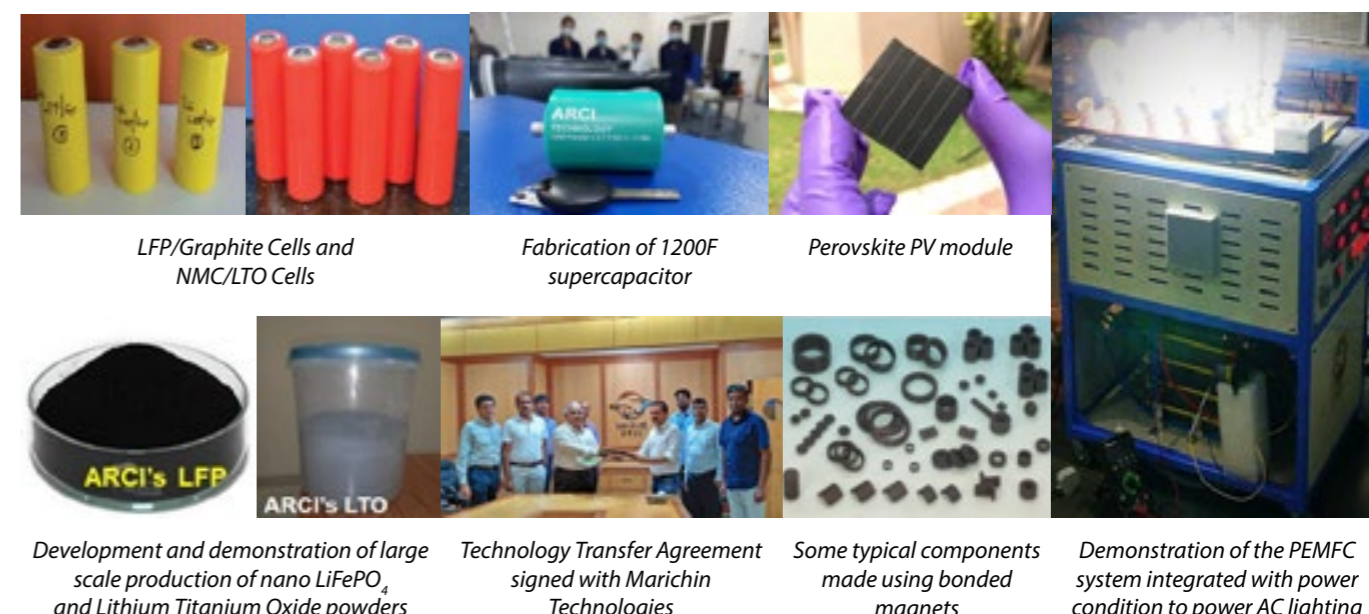 ARCI
TECHNOLOGY
LFP/Graphite Cells and
NMC/LTO Cells
Fabrication of 1200F
supercapacitor
Perovskite PV module
ARCI's LFP
ARCI's LTO
Development and demonstration of large
scale production of nano LiFePO₄
and Lithium Titanium Oxide powders
Technology Transfer Agreement
signed with Marichin
Technologies
Some typical components
made using bonded
magnets
Demonstration of the PEMFC
system integrated with power
condition to power AC lighting